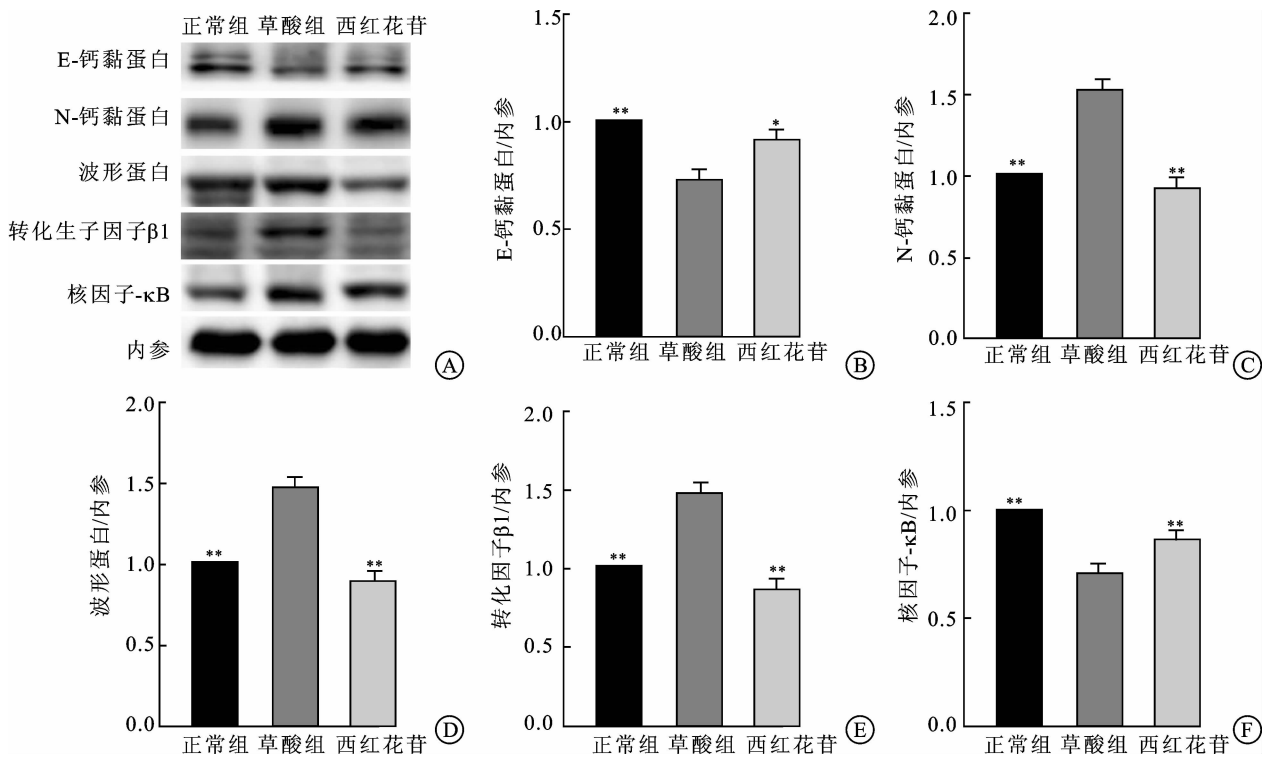 正常组 草酸组 西红花苷
E-钙黏蛋白
N-钙黏蛋白
波形蛋白
转化生子因子β1
核因子-κB
内参
A
E-钙黏蛋白/内参
1.5
1.0
0.5
0.0
**
*
正常组 草酸组 西红花苷
B
N-钙黏蛋白/内参
2.0
1.5
1.0
0.5
0.0
**
**
正常组 草酸组 西红花苷
C
波形蛋白/内参
2.0
1.5
1.0
0.5
0.0
**
**
正常组 草酸组 西红花苷
D
转化因子β1/内参
2.0
1.5
1.0
0.5
0.0
**
**
正常组 草酸组 西红花苷
E
核因子-κB/内参
1.5
1.0
0.5
0.0
**
**
正常组 草酸组 西红花苷
F